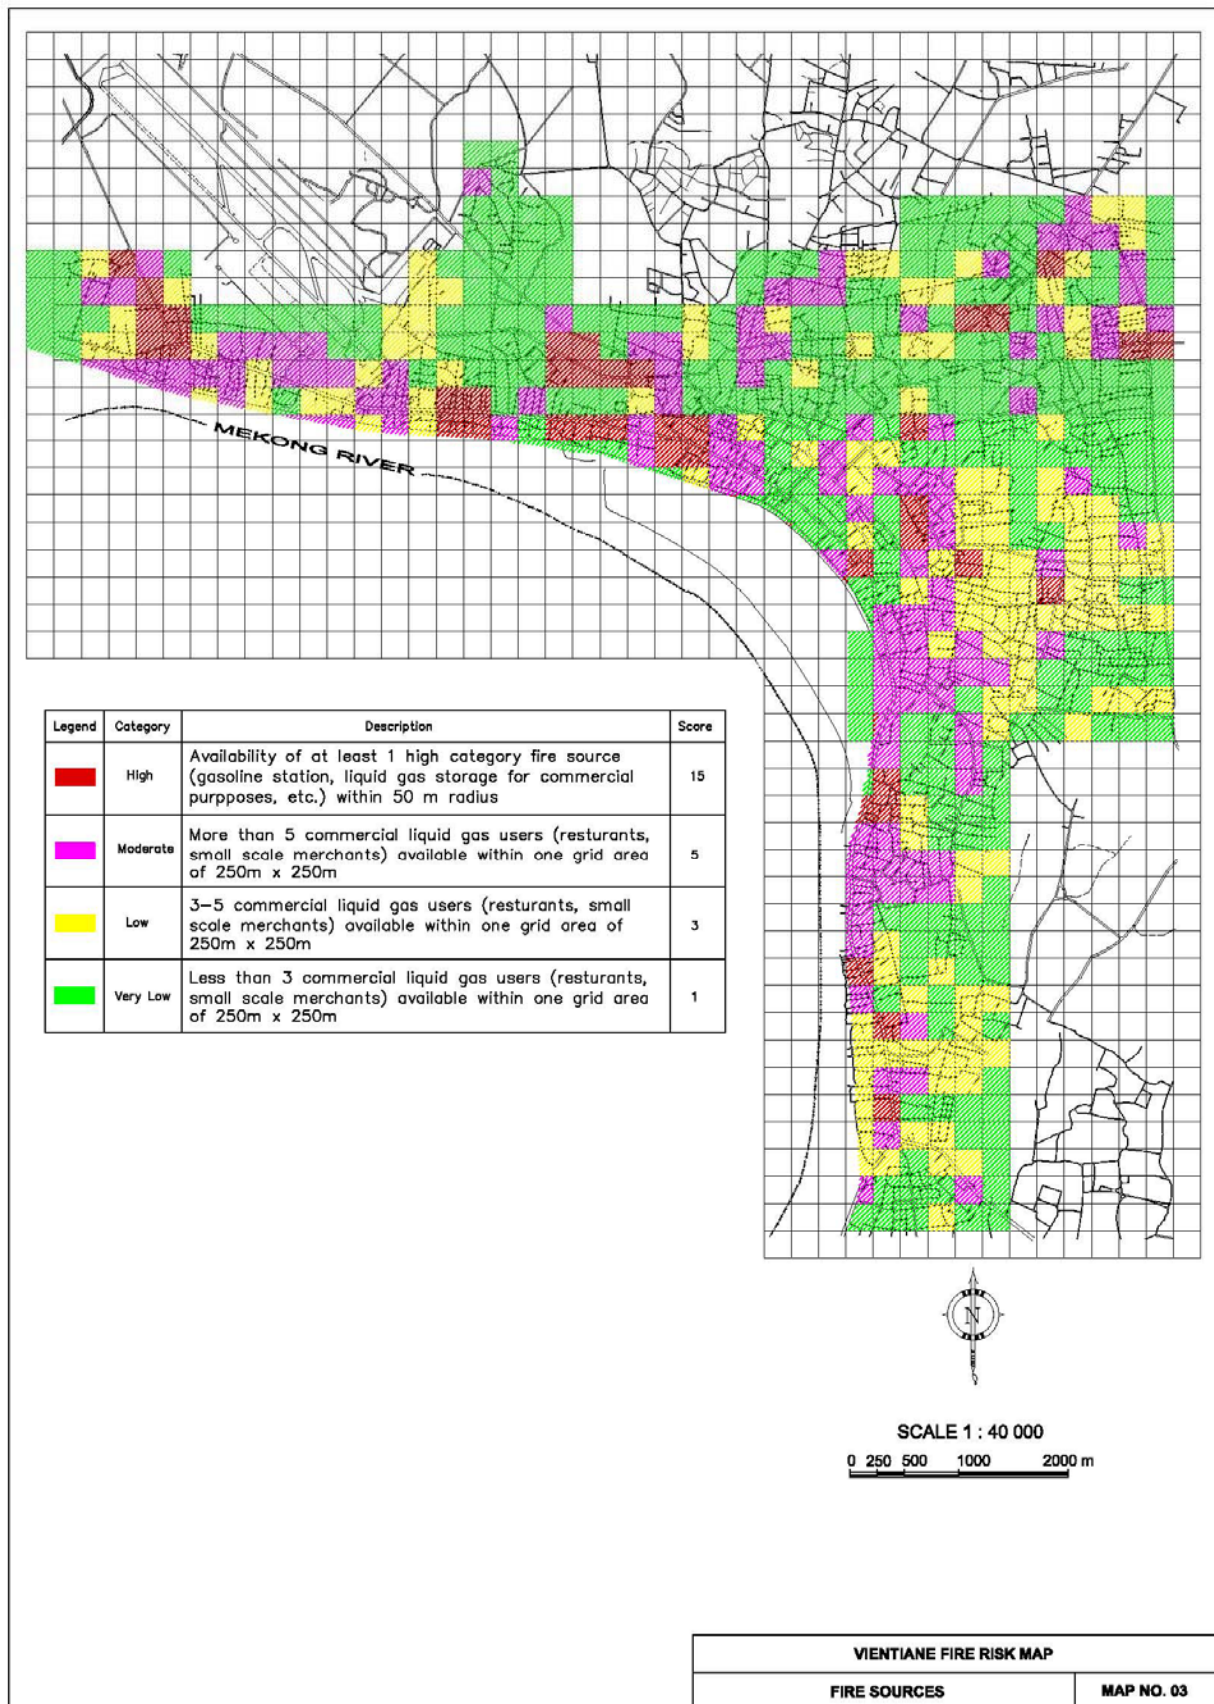 MEKONG RIVER
Legend Category Description Score
High
Availability of at least 1 high category fire source
(gasoline station, liquid gas storage for commercial
purpposes, etc.) within 50 m radius
15
Moderate
More than 5 commercial liquid gas users (resturants,
small scale merchants) available within one grid area
of 250m x 250m
5
Low
3-5 commercial liquid gas users (resturants, small
scale merchants) available within one grid area of
250m x 250m
3
Very Low
Less than 3 commercial liquid gas users (resturants,
small scale merchants) available within one grid area
of 250m x 250m
1
N
SCALE 1 : 40 000
0 250 500 1000 2000 m
VIENTIANE FIRE RISK MAP
FIRE SOURCES MAP NO. 03